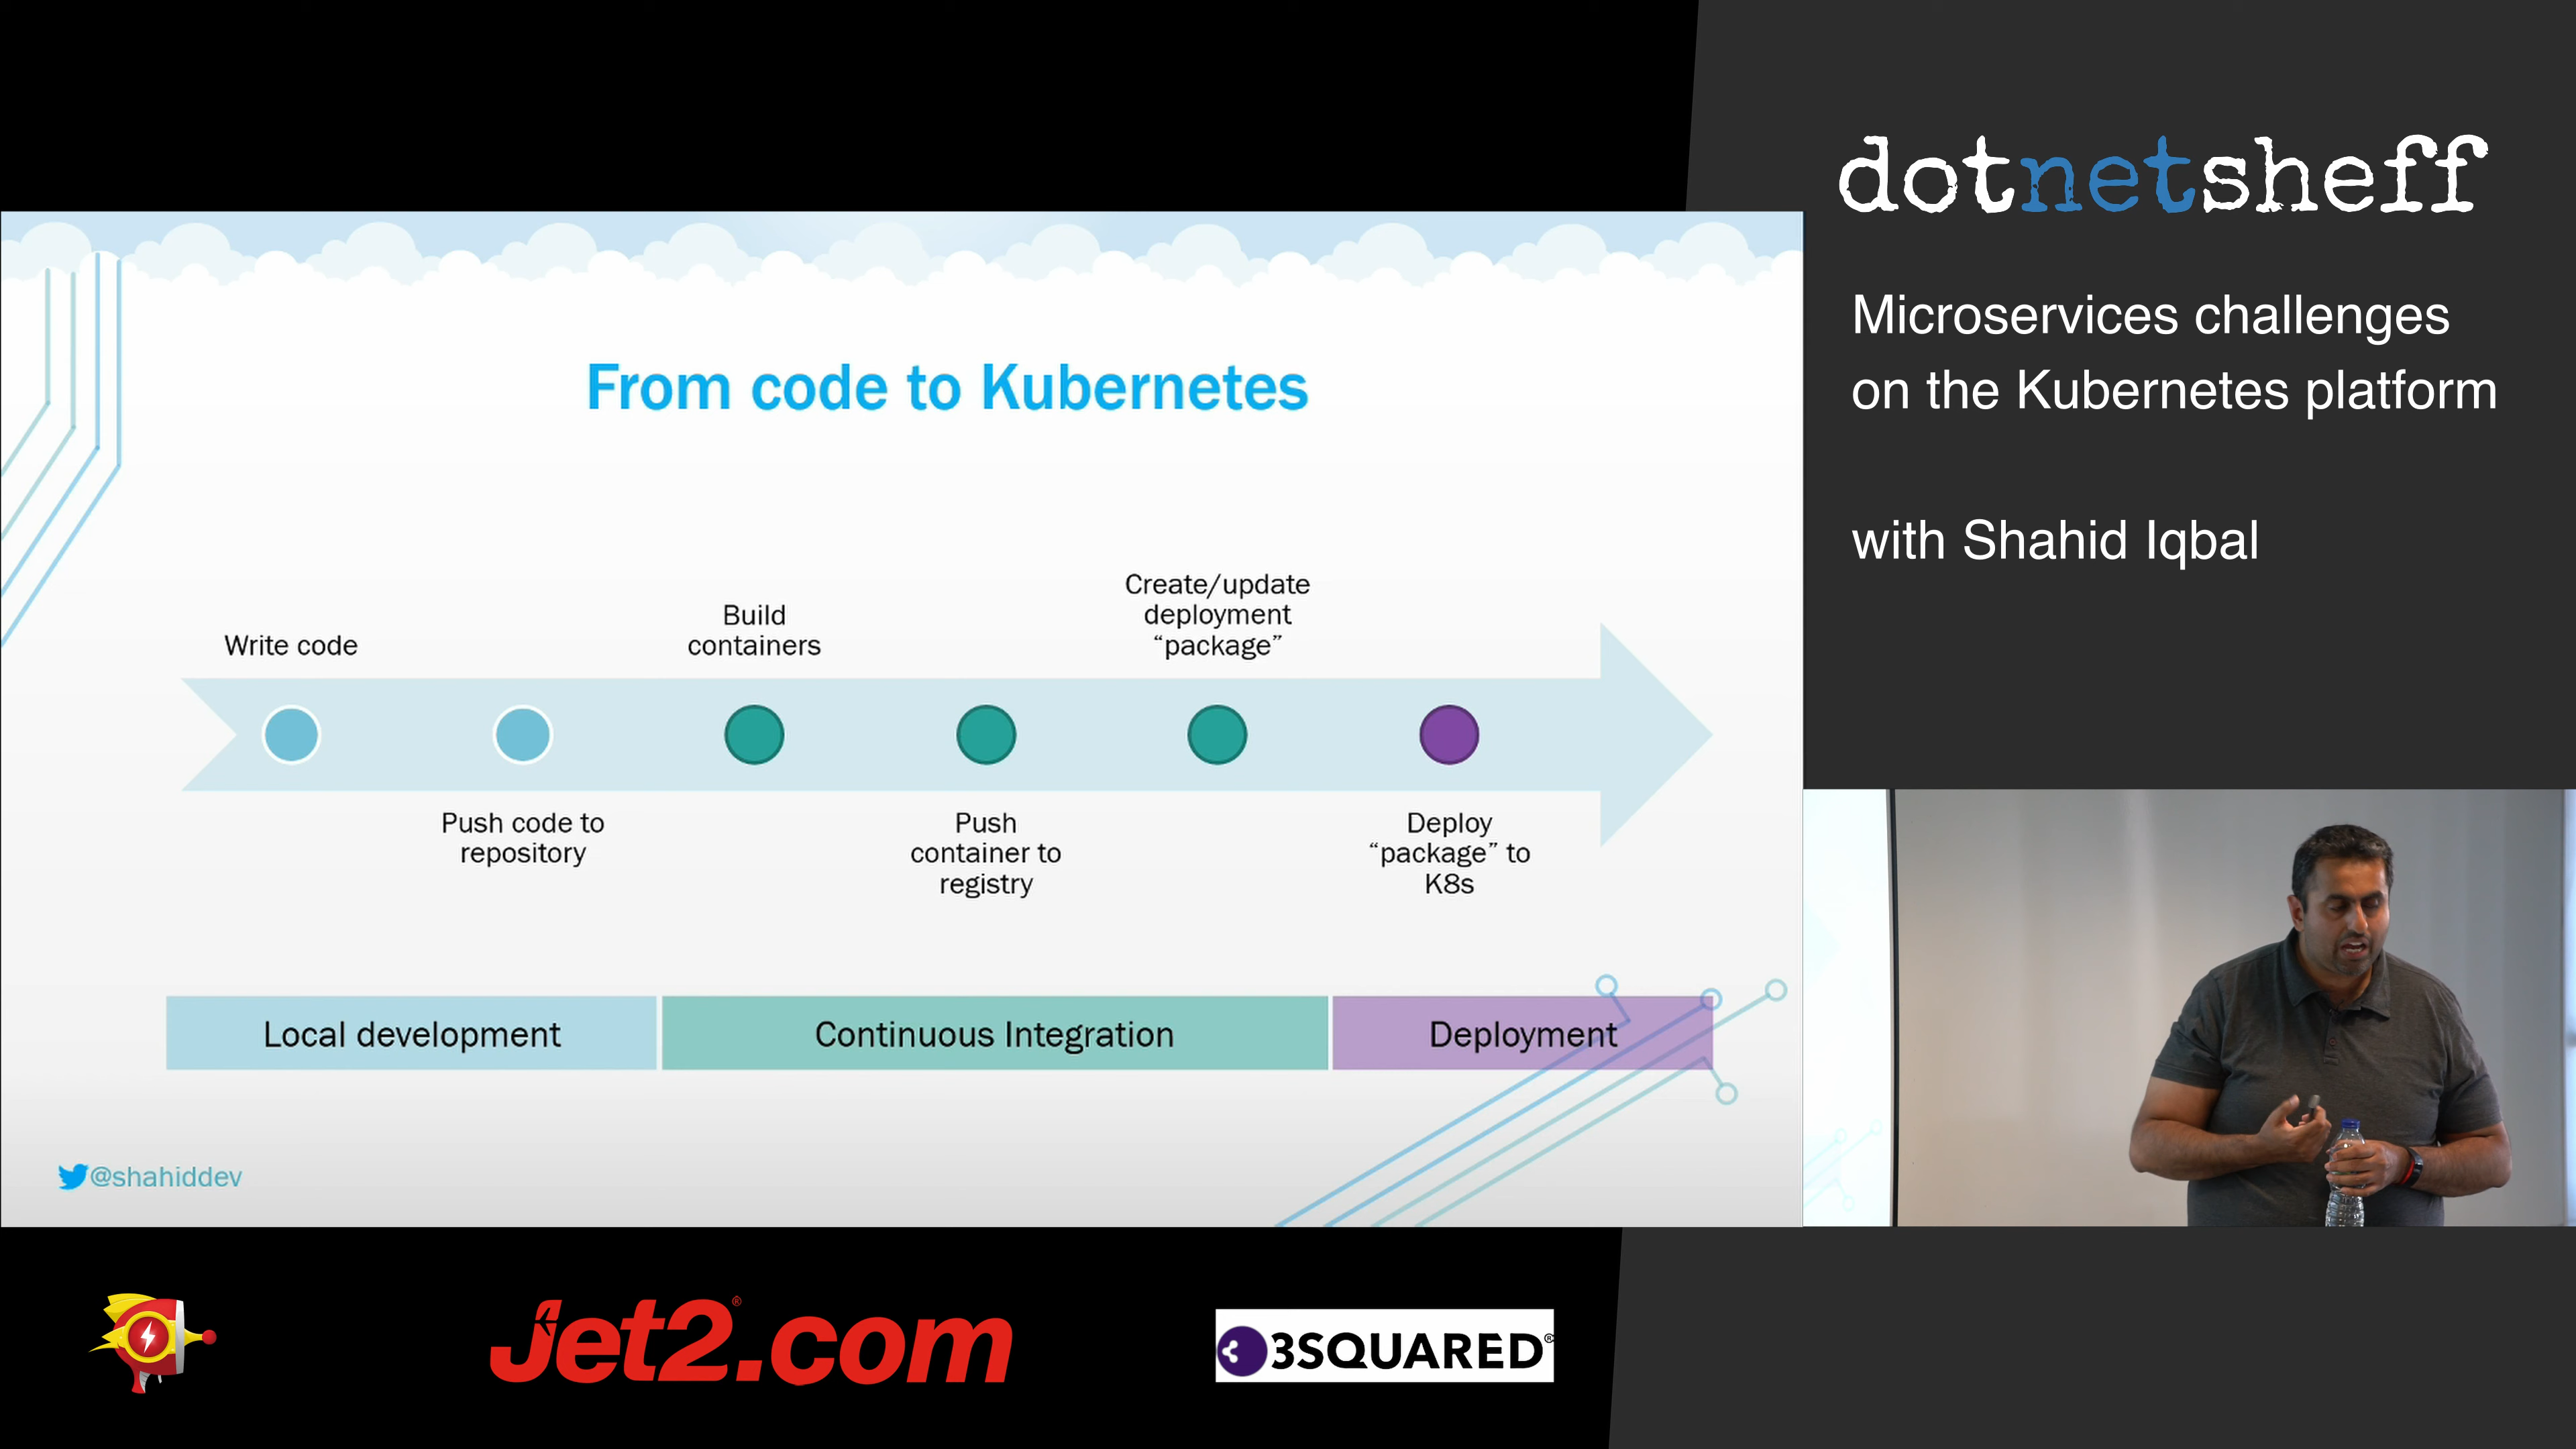 dotnetsheff
Microservices challenges
on the Kubernetes platform
with Shahid Iqbal
From code to Kubernetes
Write code
Push code to
repository
Build
containers
Push
container to
registry
Create/update
deployment
“package”
Deploy
“package” to
K8s
Local development
Continuous Integration
Deployment
@shahiddev
Jet2.com®
3SQUARED®